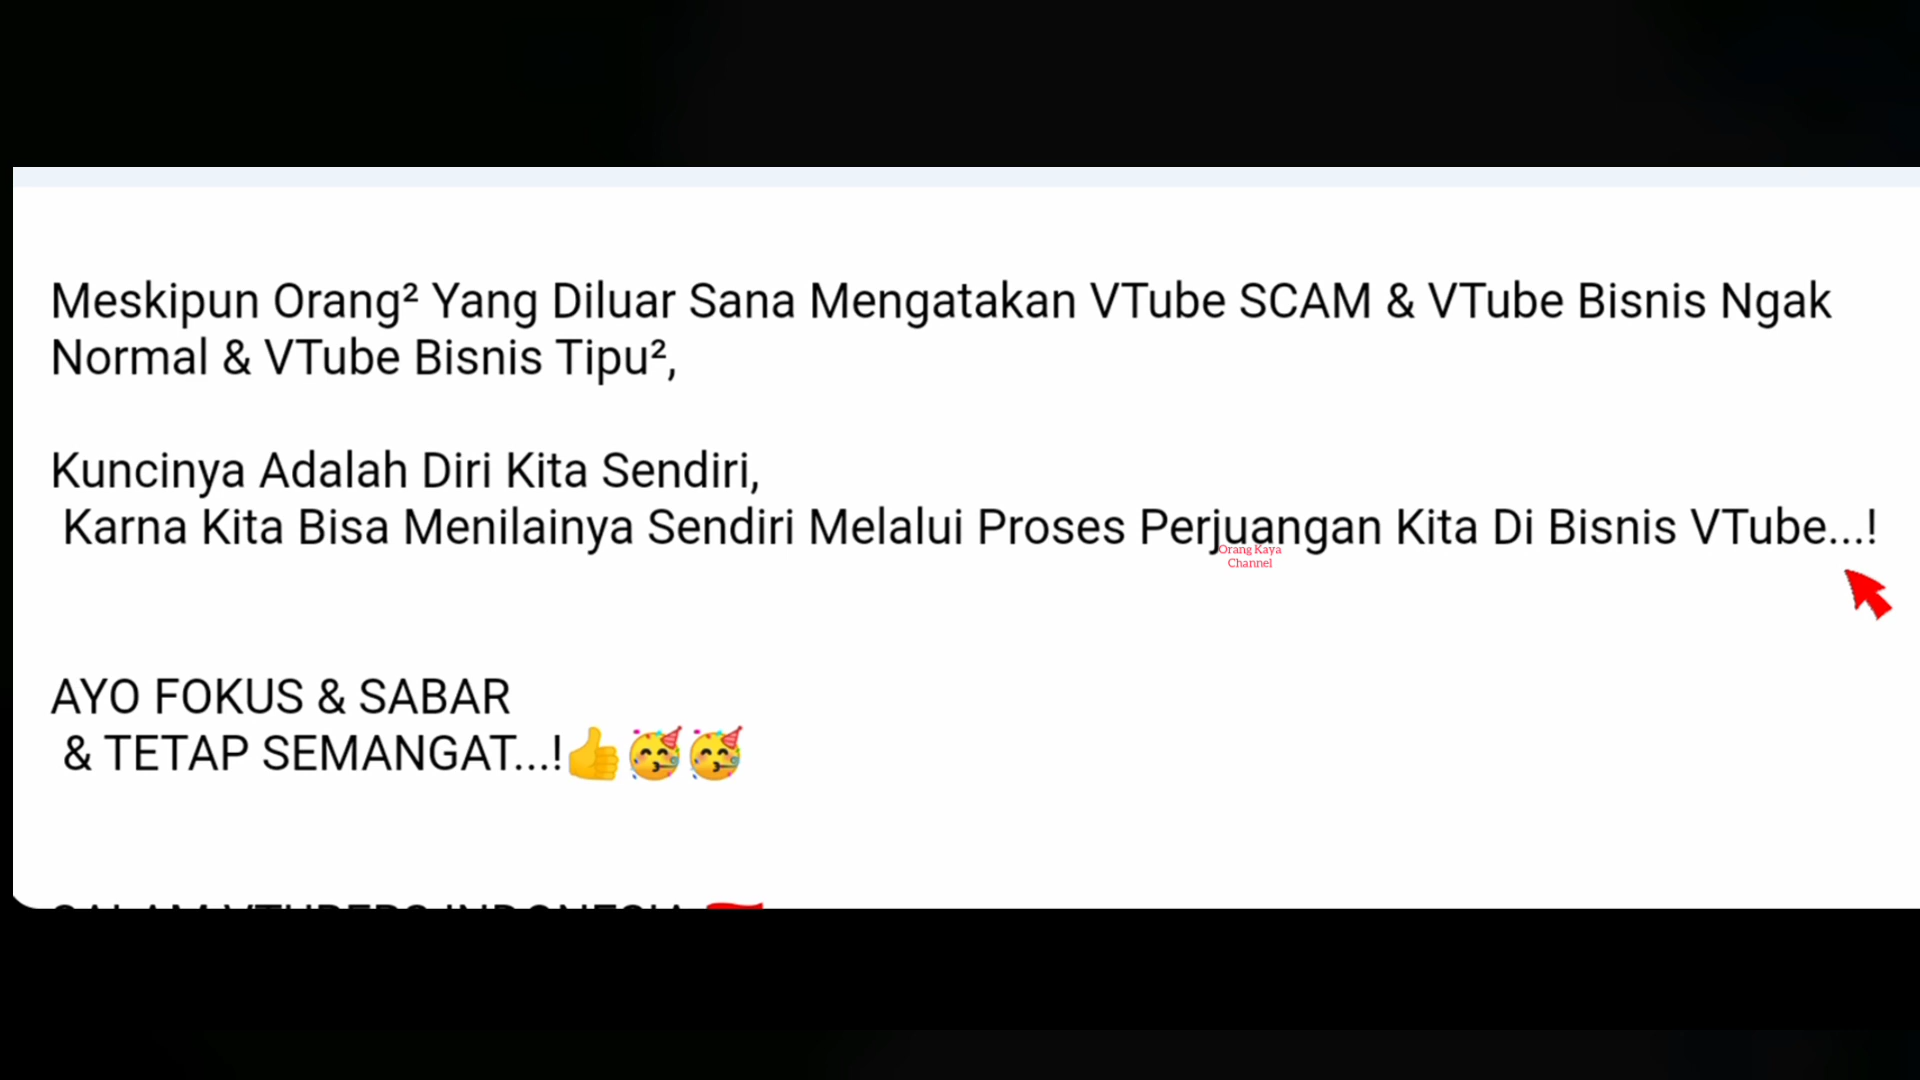 Meskipun Orang² Yang Diluar Sana Mengatakan VTube SCAM & VTube Bisnis Ngak
Normal & VTube Bisnis Tipu²,
Kuncinya Adalah Diri Kita Sendiri,
Karna Kita Bisa Menilainya Sendiri Melalui Proses Perjuangan Kita Di Bisnis VTube...!
Orang Kaya
Channel
AYO FOKUS & SABAR
& TETAP SEMANGAT...!👍🥳🥳